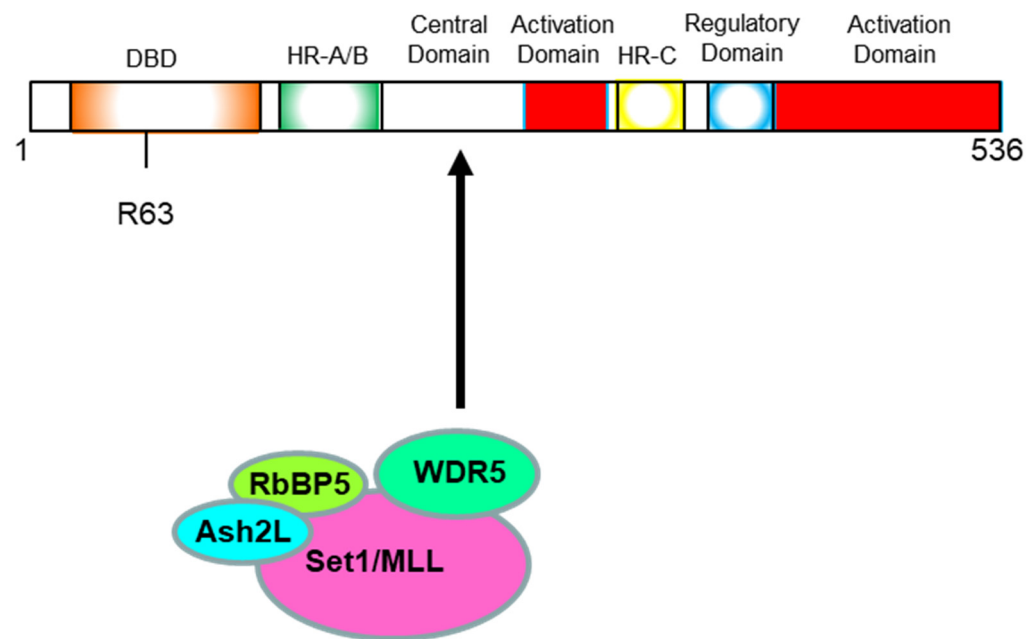 DBD
HR-A/B
Central
Domain
Activation
Domain
HR-C
Regulatory
Domain
Activation
Domain
1
536
R63
RbBP5
WDR5
Ash2L
Set1/MLL